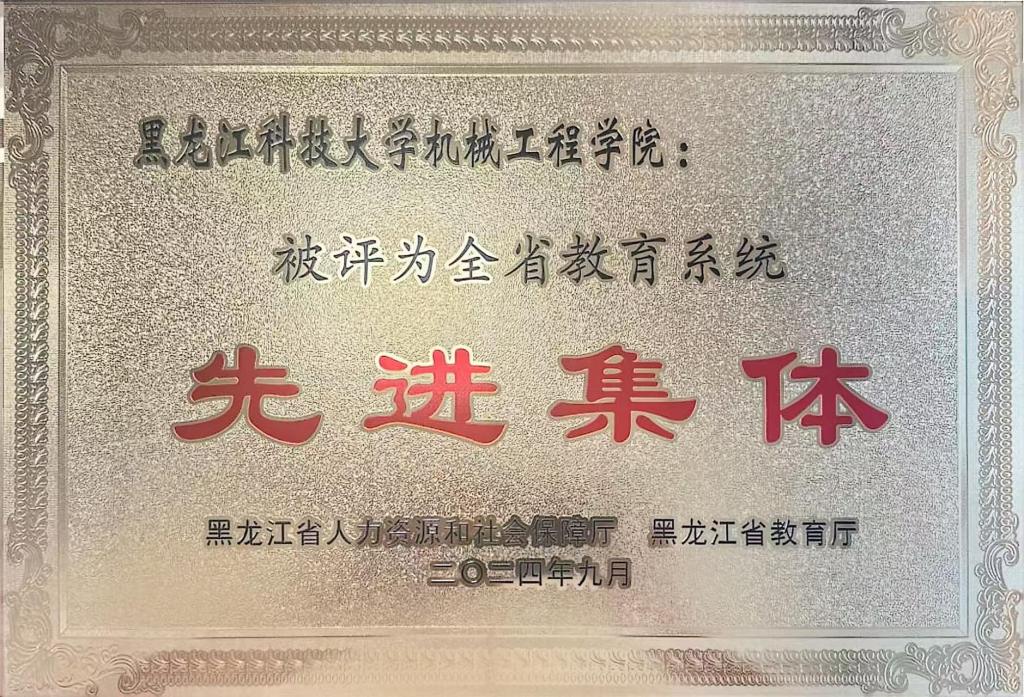 黑龙江科技大学机械工程学院：
被评为全省教育系统
先进集体
黑龙江省人力资源和社会保障厅 黑龙江省教育厅
二〇二四年九月